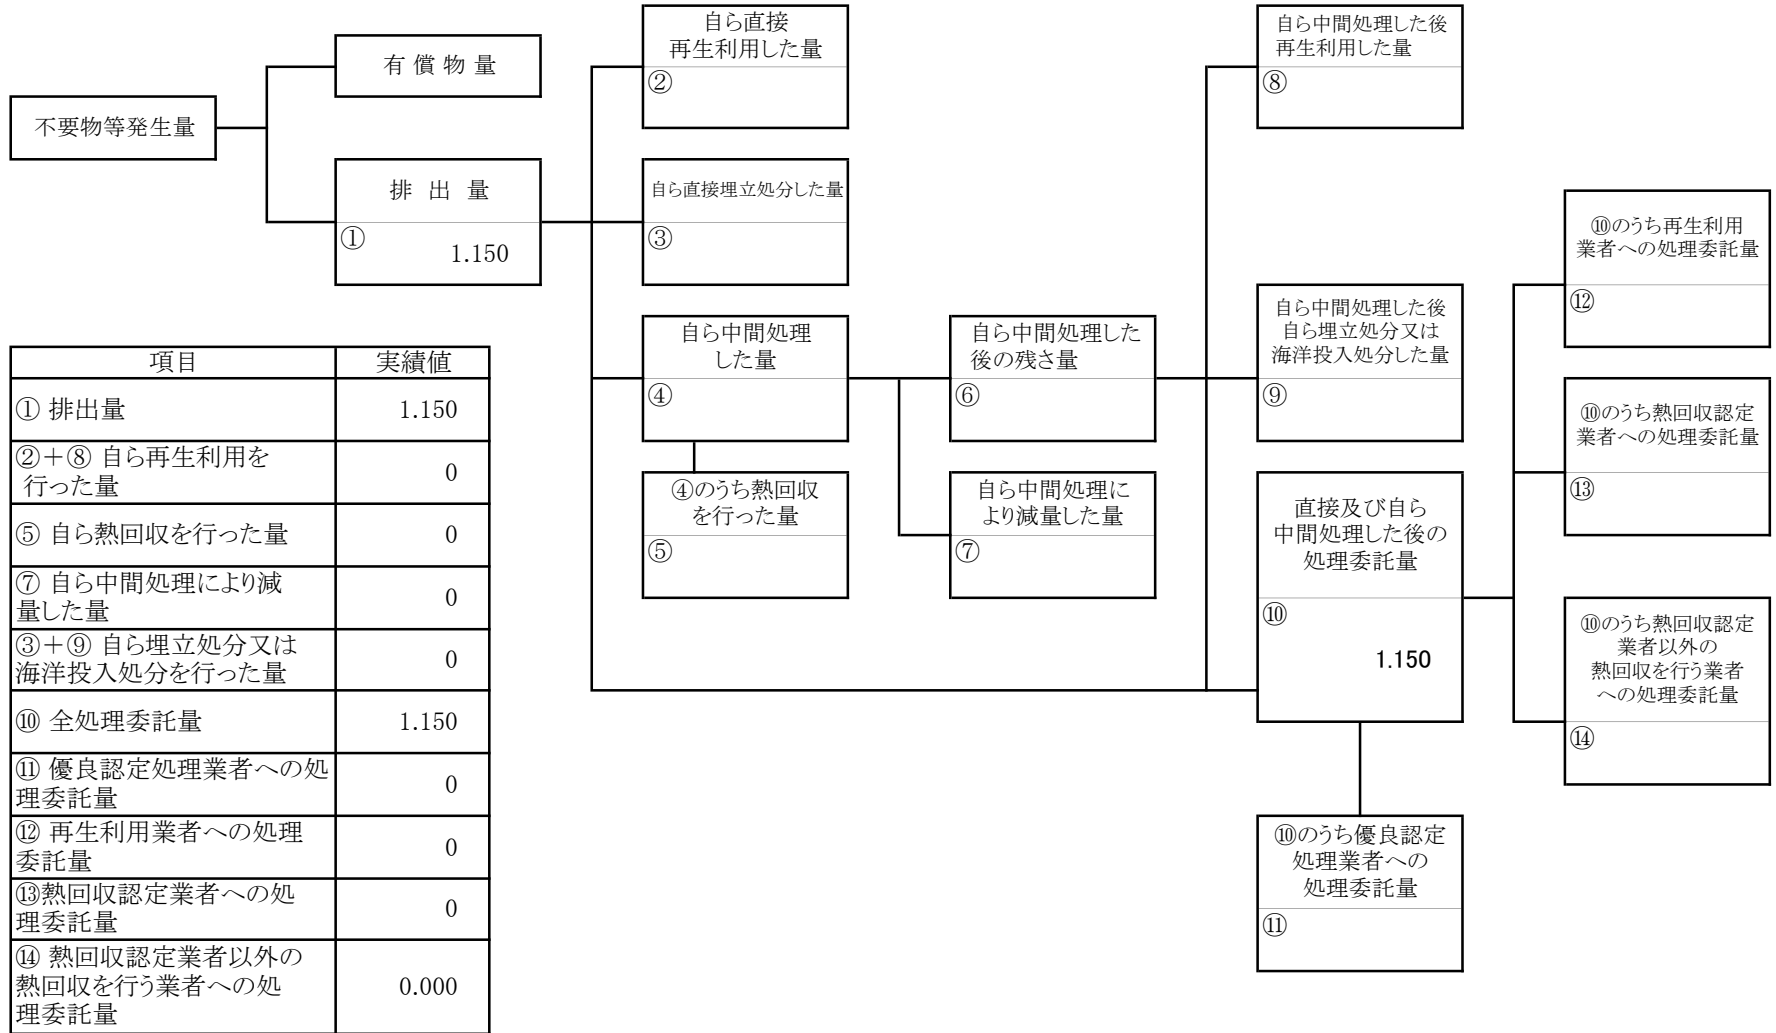 不要物等発生量
有 償 物 量
排 出 量
①
1.150
自ら直接
再生利用した量
②
自ら直接埋立処分した量
③
自ら中間処理
した量
④
④のうち熱回収
を行った量
⑤
自ら中間処理した
後の残さ量
⑥
自ら中間処理に
より減量した量
⑦
自ら中間処理した後
再生利用した量
⑧
自ら中間処理した後
自ら埋立処分又は
海洋投入処分した量
⑨
直接及び自ら
中間処理した後の
処理委託量
⑩
1.150
⑩のうち優良認定
処理業者への
処理委託量
⑪
⑩のうち再生利用
業者への処理委託量
⑫
⑩のうち熱回収認定
業者への処理委託量
⑬
⑩のうち熱回収認定
業者以外の
熱回収を行う業者
への処理委託量
⑭
項目 実績値
① 排出量 1.150
②＋⑧ 自ら再生利用を
行った量 0
⑤ 自ら熱回収を行った量 0
⑦ 自ら中間処理により減
量した量 0
③＋⑨ 自ら埋立処分又は
海洋投入処分を行った量 0
⑩ 全処理委託量 1.150
⑪ 優良認定処理業者への処
理委託量 0
⑫ 再生利用業者への処理
委託量 0
⑬熱回収認定業者への処
理委託量 0
⑭ 熱回収認定業者以外の
熱回収を行う業者への処 0.000
理委託量